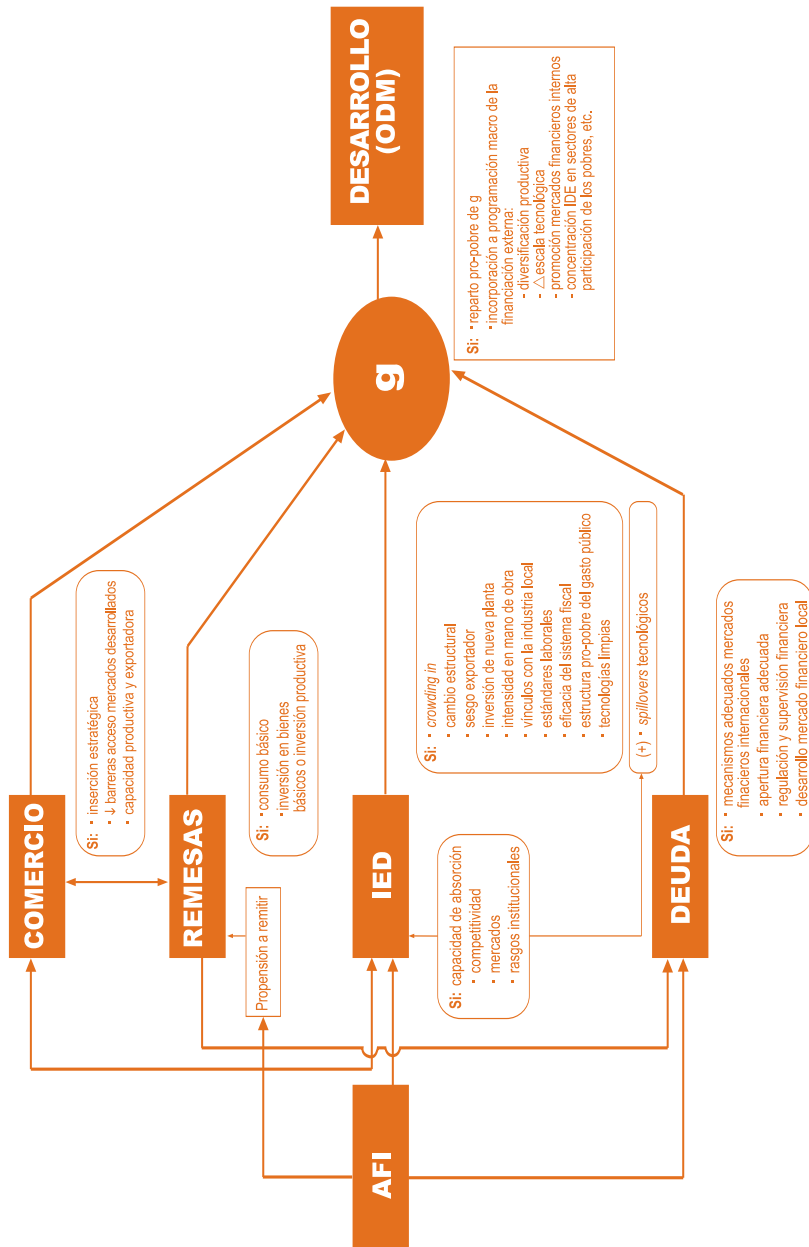 COMERCIO
Si: ▪ inserción estratégica
▪ ↓ barreras acceso mercados desarrollados
▪ capacidad productiva y exportadora
REMESAS
Si: ▪ consumo básico
▪ inversión en bienes
básicos o inversión productiva
Propensión a remitir
AFI
IED
Si: capacidad de absorción
▪ competitividad
▪ mercados
▪ rasgos institucionales
Si: ▪ crowding in
▪ cambio estructural
▪ sesgo exportador
▪ inversión de nueva planta
▪ intensidad en mano de obra
▪ vínculos con la industria local
▪ estándares laborales
▪ eficacia del sistema fiscal
▪ estructura pro-pobre del gasto público
▪ tecnologías limpias
(+) ▪ spillovers tecnológicos
DEUDA
Si: ▪ mecanismos adecuados mercados
finacieros internacionales
▪ apertura financiera adecuada
▪ regulación y supervisión financiera
▪ desarrollo mercado financiero local
g
DESARROLLO
(ODM)
Si: ▪ reparto pro-pobre de g
▪ incorporación a programación macro de la
financiación externa:
▪ diversificación productiva
▪ △escala tecnológica
▪ promoción mercados financieros internos
▪ concentración IDE en sectores de alta
participación de los pobres, etc.